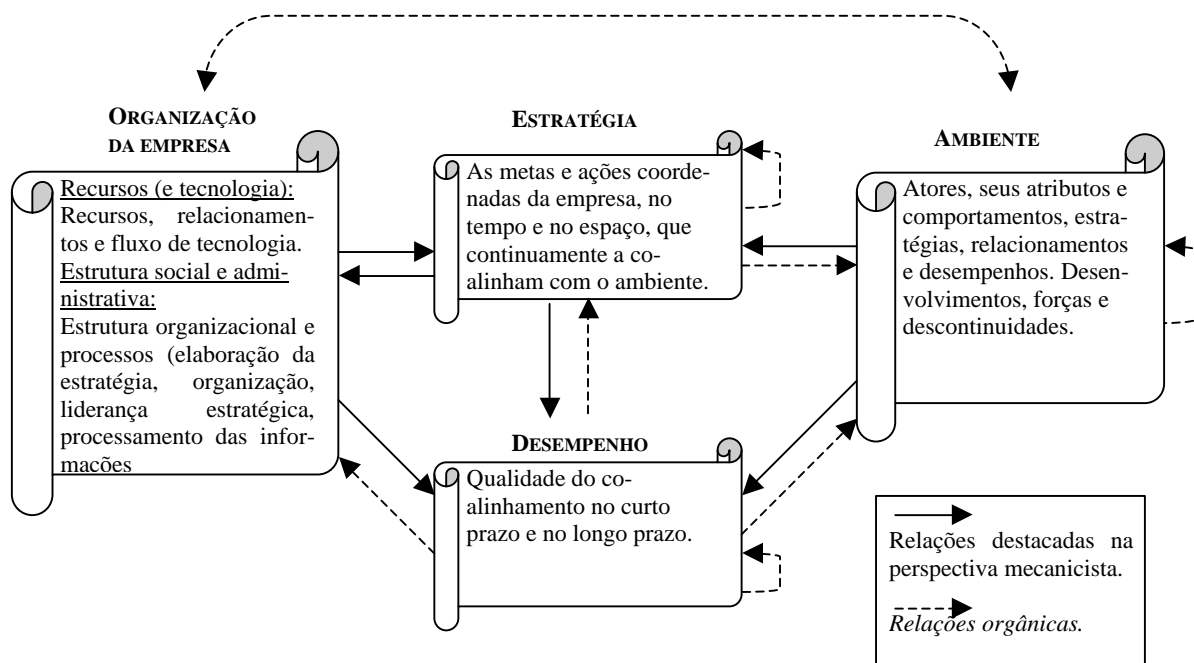 ORGANIZAÇÃO
DA EMPRESA
Recursos (e tecnologia):
Recursos, relacionamen-
tos e fluxo de tecnologia.
Estrutura social e admi-
nistrativa:
Estrutura organizacional e
processos (elaboração da
estratégia, organização,
liderança estratégica,
processamento das infor-
macões
ESTRATÉGIA
As metas e ações coorde-
nadas da empresa, no
tempo e no espaço, que
continuamente a co-
alinham com o ambiente.
AMBIENTE
Atores, seus atributos e
comportamentos, estra-
tégias, relacionamentos
e desempenhos. Desen-
volvimentos, forças e
descontinuidades.
DESEMPENHO
Qualidade do co-
alinhamento no curto
prazo e no longo prazo.
Relações destacadas na
perspectiva mecanicista.
Relações orgânicas.